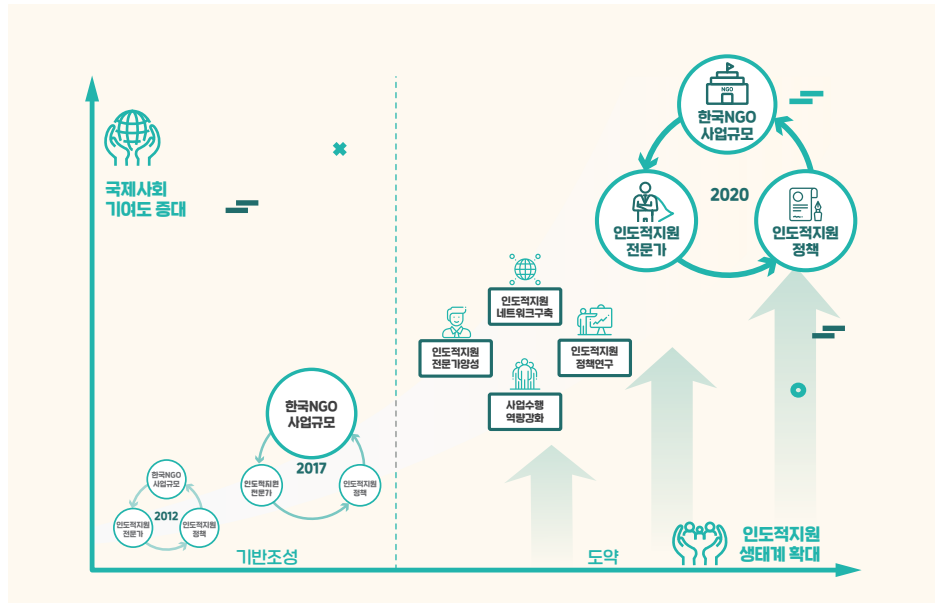 국제사회
기여도 증대
NGO
한국NGO
사업규모
2020
인도적지원
전문가
인도적지원
정책
인도적지원
네트워크구축
인도적지원
전문가양성
인도적지원
정책연구
사업수행
역량강화
한국NGO
사업규모
2017
인도적지원
전문가
인도적지원
정책
한국NGO
사업규모
2012
인도적지원
전문가
인도적지원
정책
기반조성
도약
인도적지원
생태계 확대